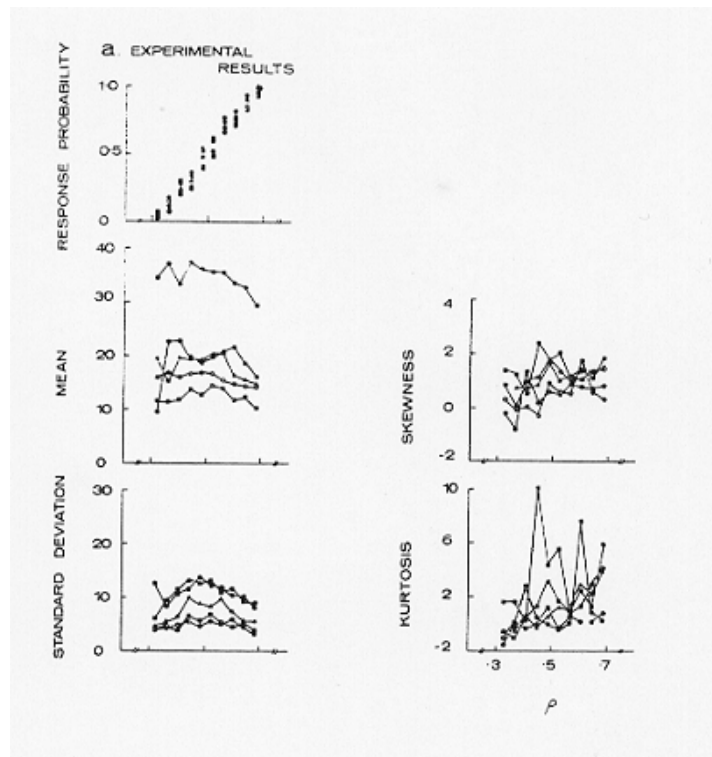 a. EXPERIMENTAL
RESULTS
RESPONSE PROBABILITY
1·0
0·5
0
MEAN
40
30
20
10
0
STANDARD DEVIATION
30
20
10
0
SKEWNESS
4
2
0
-2
KURTOSIS
10
6
2
-2
·3 ·5 ·7
ρ